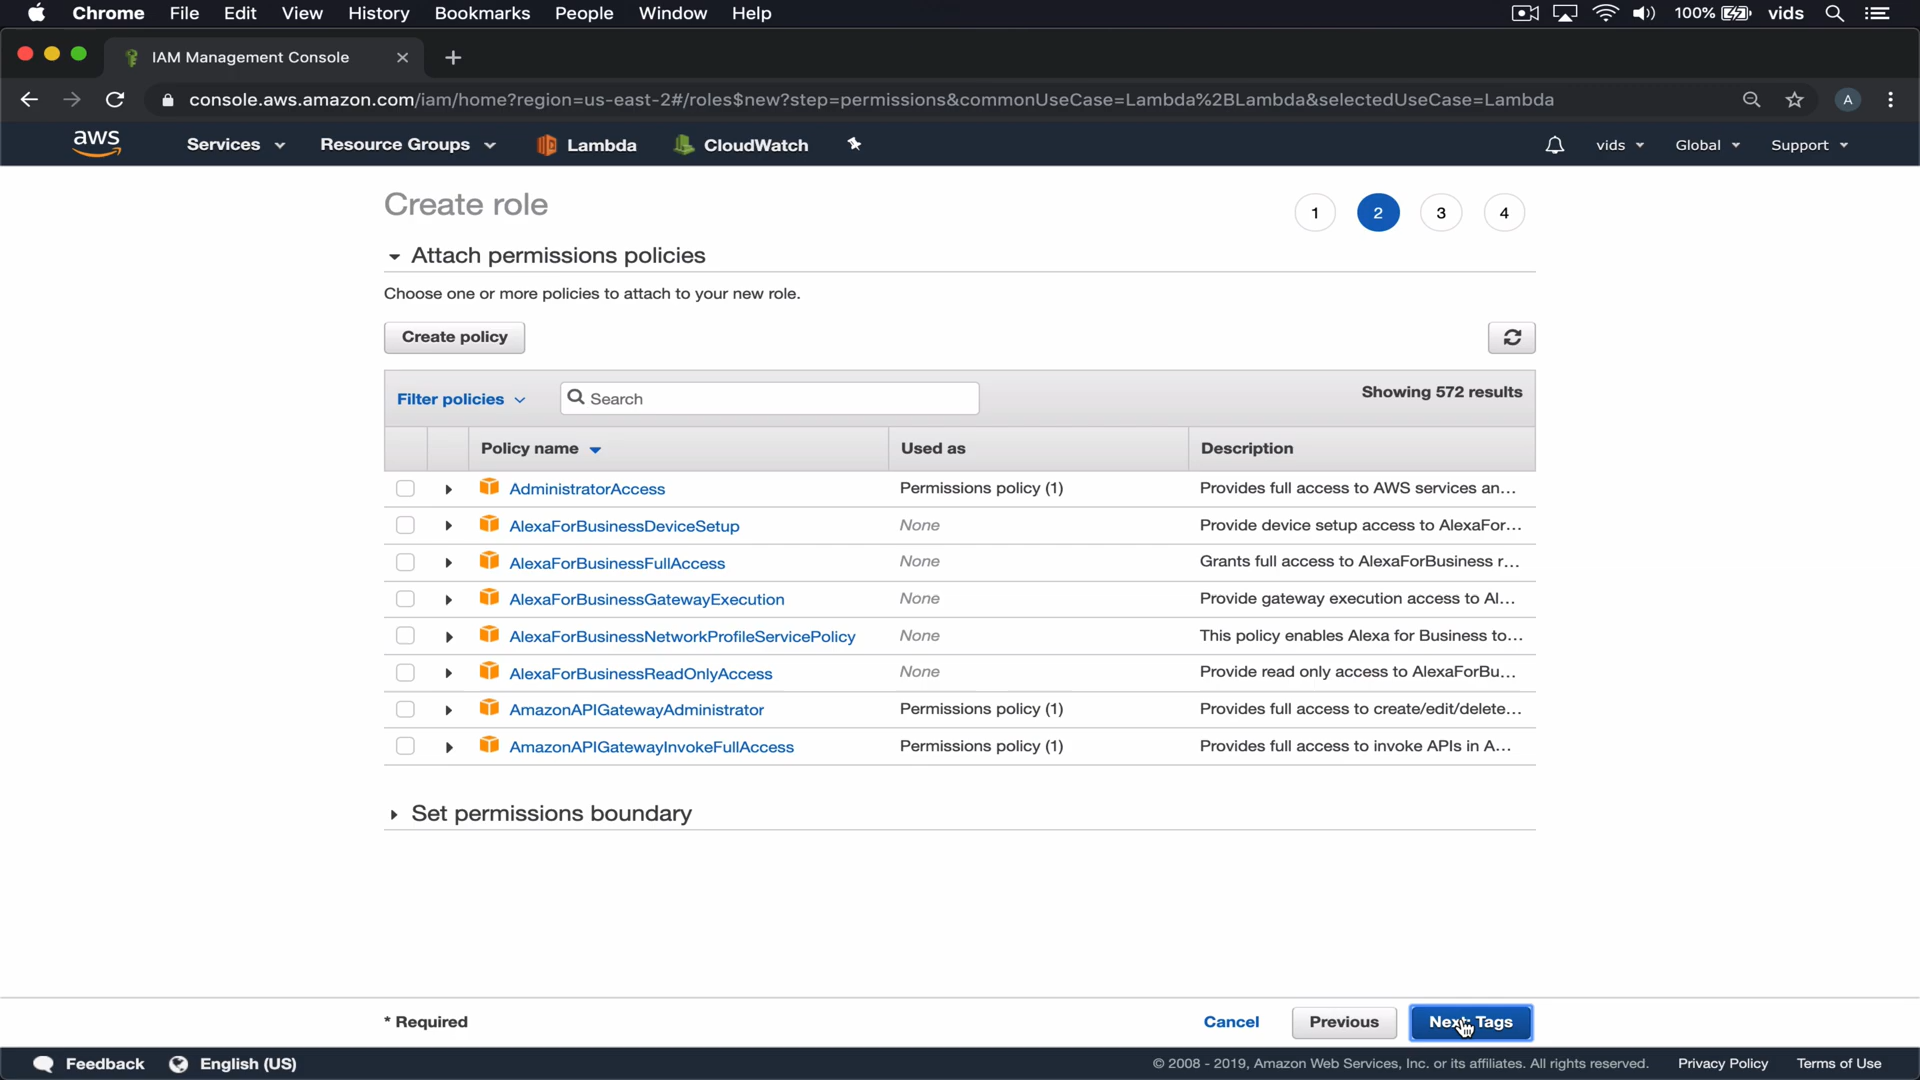 Chrome File Edit View History Bookmarks People Window Help 100% vids
IAM Management Console
console.aws.amazon.com/iam/home?region=us-east-2#/roles$new?step=permissions&commonUseCase=Lambda%2BLambda&selectedUseCase=Lambda A
aws Services Resource Groups Lambda CloudWatch vids Global Support
Create role 1 2 3 4
Attach permissions policies
Choose one or more policies to attach to your new role.
Create policy
Filter policies Search Showing 572 results
Policy name Used as Description
AdministratorAccess Permissions policy (1) Provides full access to AWS services an...
AlexaForBusinessDeviceSetup None Provide device setup access to AlexaFor...
AlexaForBusinessFullAccess None Grants full access to AlexaForBusiness r...
AlexaForBusinessGatewayExecution None Provide gateway execution access to Al...
AlexaForBusinessNetworkProfileServicePolicy None This policy enables Alexa for Business to...
AlexaForBusinessReadOnlyAccess None Provide read only access to AlexaForBu...
AmazonAPIGatewayAdministrator Permissions policy (1) Provides full access to create/edit/delete...
AmazonAPIGatewayInvokeFullAccess Permissions policy (1) Provides full access to invoke APIs in A...
Set permissions boundary
* Required Cancel Previous Next: Tags
Feedback English (US) © 2008 - 2019, Amazon Web Services, Inc. or its affiliates. All rights reserved. Privacy Policy Terms of Use